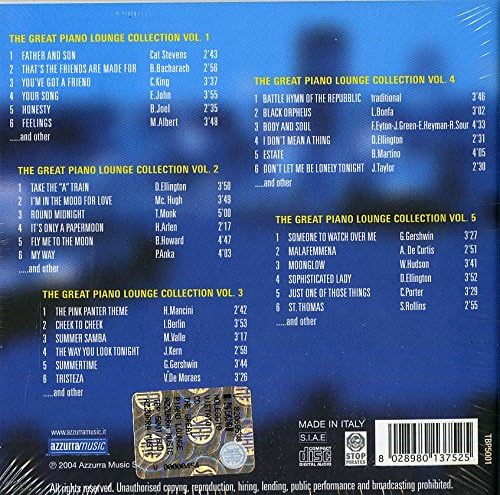 THE GREAT PIANO LOUNGE COLLECTION VOL. 1
1 FATHER AND SON Cat Stevens 2'43
2 THAT'S THE FRIENDS ARE MADE FOR B.Bacharach 2'58
3 YOU'VE GOT A FRIEND C.King 3'37
4 YOUR SONG E.John 3'55
5 HONESTY B.Joel 2'35
6 FEELINGS M.Albert 3'49
.....and other
THE GREAT PIANO LOUNGE COLLECTION VOL. 2
1 TAKE THE "A" TRAIN D.Ellington 3'50
2 I'M IN THE MOOD FOR LOVE Mc. Hugh 3'49
3 ROUND MIDNIGHT T.Monk 5'00
4 IT'S ONLY A PAPERMOON H.Arlen 2'17
5 FLY ME TO THE MOON B.Howard 4'47
6 MY WAY P.Anka 4'03
.....and other
THE GREAT PIANO LOUNGE COLLECTION VOL. 3
1 THE PINK PANTER THEME H.Mancini 2'42
2 CHEEK TO CHEEK I.Berlin 3'53
3 SUMMER SAMBA M.Valle 3'17
4 THE WAY YOU LOOK TONIGHT J.Kern 2'59
5 SUMMERTIME G.Gershwin 3'44
6 TRISTEZA V.De Moraes 3'26
.....and other
THE GREAT PIANO LOUNGE COLLECTION VOL. 4
1 BATTLE HYMN OF THE REPUBBLIC traditional 3'46
2 BLACK ORPHEUS L.Bonfa 3'02
3 BODY AND SOUL F.Eyton-J.Green-E.Heyman-R.Sour 4'33
4 I DON'T MEAN A THING D.Ellington 2'31
5 ESTATE B.Martino 4'05
6 DON'T LET ME BE LONELY TONIGHT J.Taylor 2'30
.....and other
THE GREAT PIANO LOUNGE COLLECTION VOL. 5
1 SOMEONE TO WATCH OVER ME G.Gershwin 3'27
2 MALAFEMMENA A. De Curtis 3'51
3 MOONGLOW W.Hudson 3'41
4 SOPHISTICATED LADY D.Ellington 3'52
5 JUST ONE OF THOSE THINGS C.Porter 2'29
6 ST. THOMAS S.Rollins 3'55
.....and other
www.azzurramusic.it
azzurraMUSIC
© 2004 Azzurra Music
MADE IN ITALY
S.I.A.E
COMPACT
disc
DIGITAL AUDIO
STOP
PIRATES
TBP5001
8 028980 137525
All rights reserved. Unauthorised copying, reproduction, hiring, lending, public performance and broadcasting prohibited.